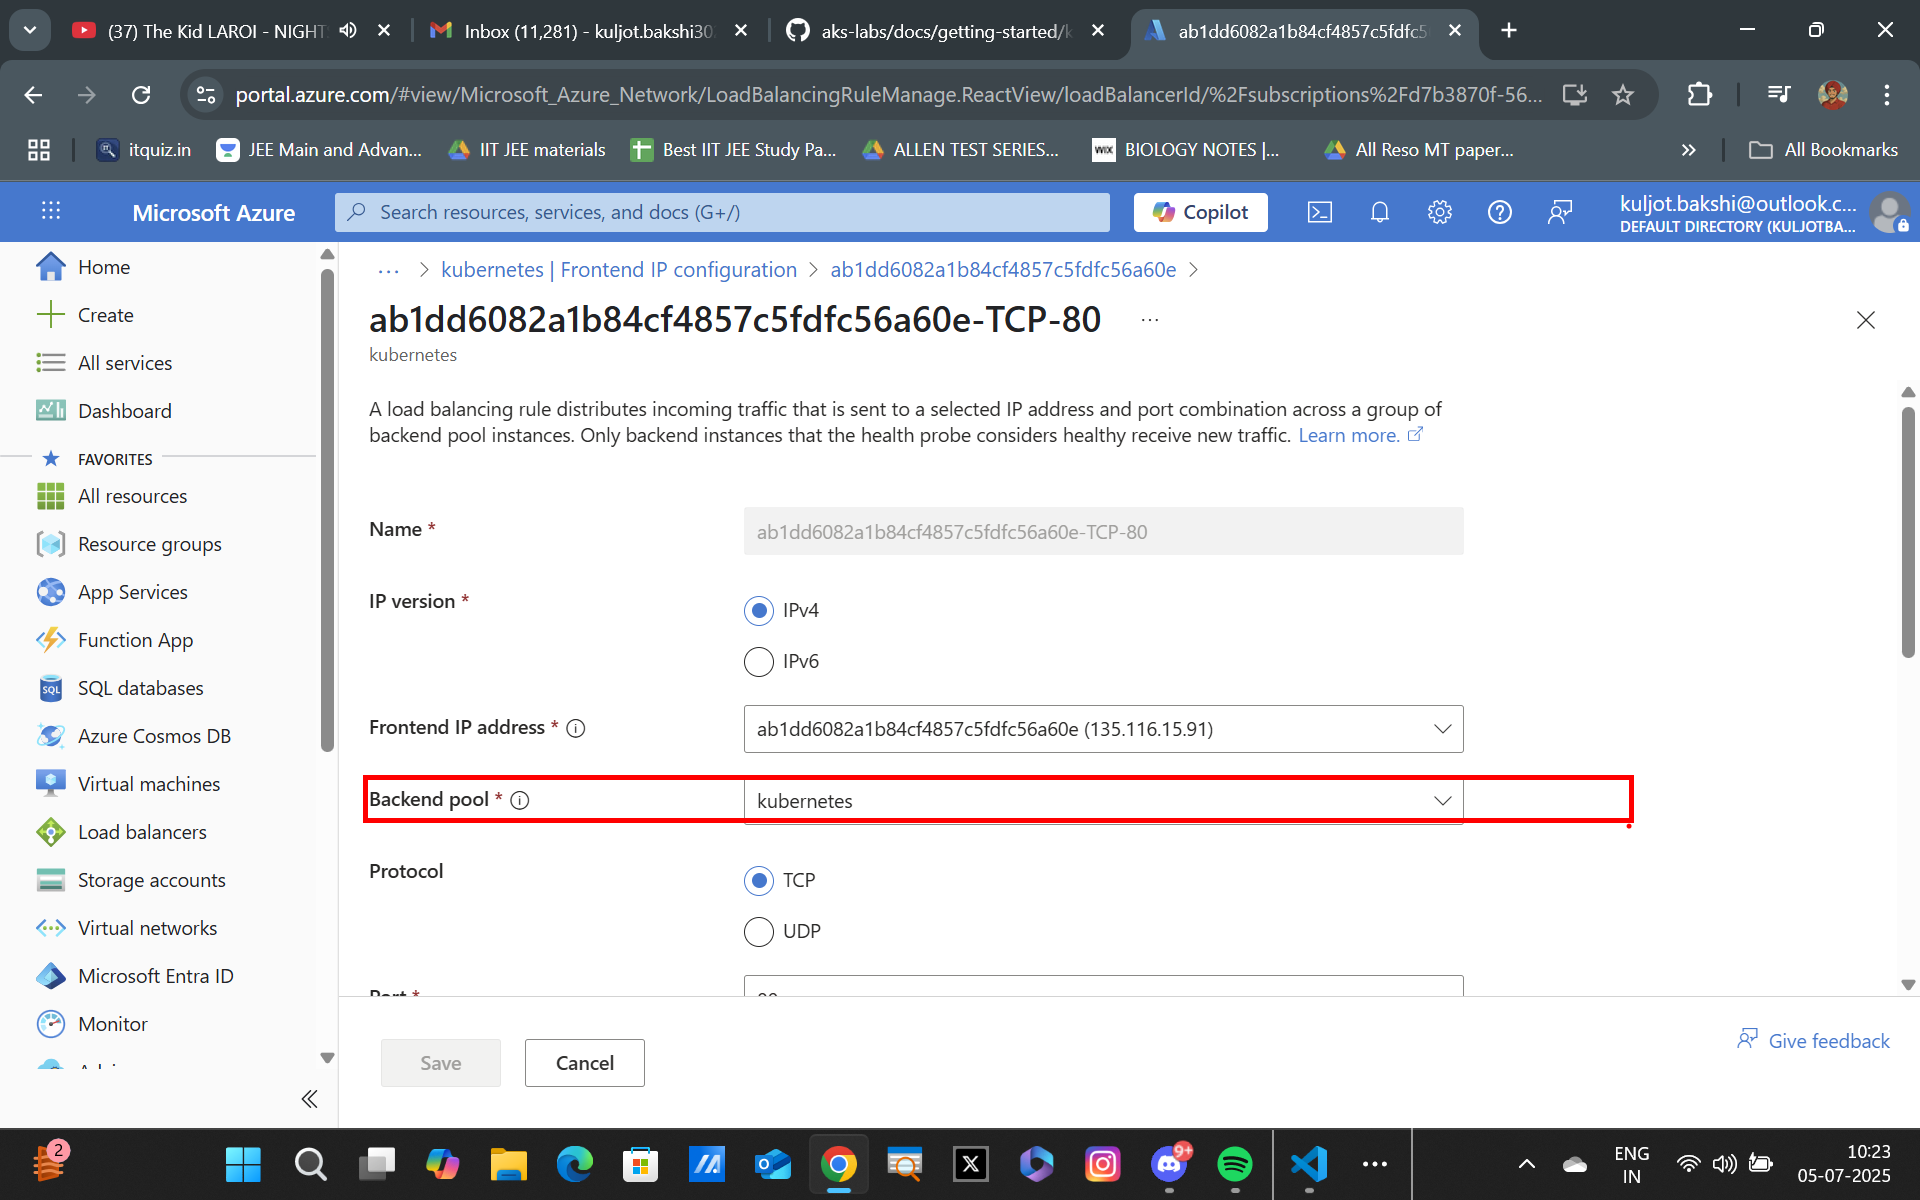 (37) The Kid LAROI - NIGHT
Inbox (11,281) - kuljot.bakshi30
aks-labs/docs/getting-started/k
ab1dd6082a1b84cf4857c5fdfc5
portal.azure.com/#view/Microsoft_Azure_Network/LoadBalancingRuleManage.ReactView/loadBalancerId/%2Fsubscriptions%2Fd7b3870f-56...
itquiz.in
JEE Main and Advan...
IIT JEE materials
Best IIT JEE Study Pa...
ALLEN TEST SERIES...
WIX
BIOLOGY NOTES |...
All Reso MT paper...
All Bookmarks
Microsoft Azure
Search resources, services, and docs (G+/)
Copilot
kuljot.bakshi@outlook.c...
DEFAULT DIRECTORY (KULJOTBA...
Home
Create
All services
Dashboard
FAVORITES
All resources
Resource groups
App Services
Function App
SQL
SQL databases
Azure Cosmos DB
Virtual machines
Load balancers
Storage accounts
Virtual networks
Microsoft Entra ID
Monitor
... > kubernetes | Frontend IP configuration > ab1dd6082a1b84cf4857c5fdfc56a60e >
ab1dd6082a1b84cf4857c5fdfc56a60e-TCP-80 ...
kubernetes
A load balancing rule distributes incoming traffic that is sent to a selected IP address and port combination across a group of
backend pool instances. Only backend instances that the health probe considers healthy receive new traffic. Learn more.
Name *
ab1dd6082a1b84cf4857c5fdfc56a60e-TCP-80
IP version *
IPv4
IPv6
Frontend IP address *
ab1dd6082a1b84cf4857c5fdfc56a60e (135.116.15.91)
Backend pool *
kubernetes
Protocol
TCP
UDP
Port *
Save
Cancel
Give feedback
2
9+
ENG
IN
10:23
05-07-2025